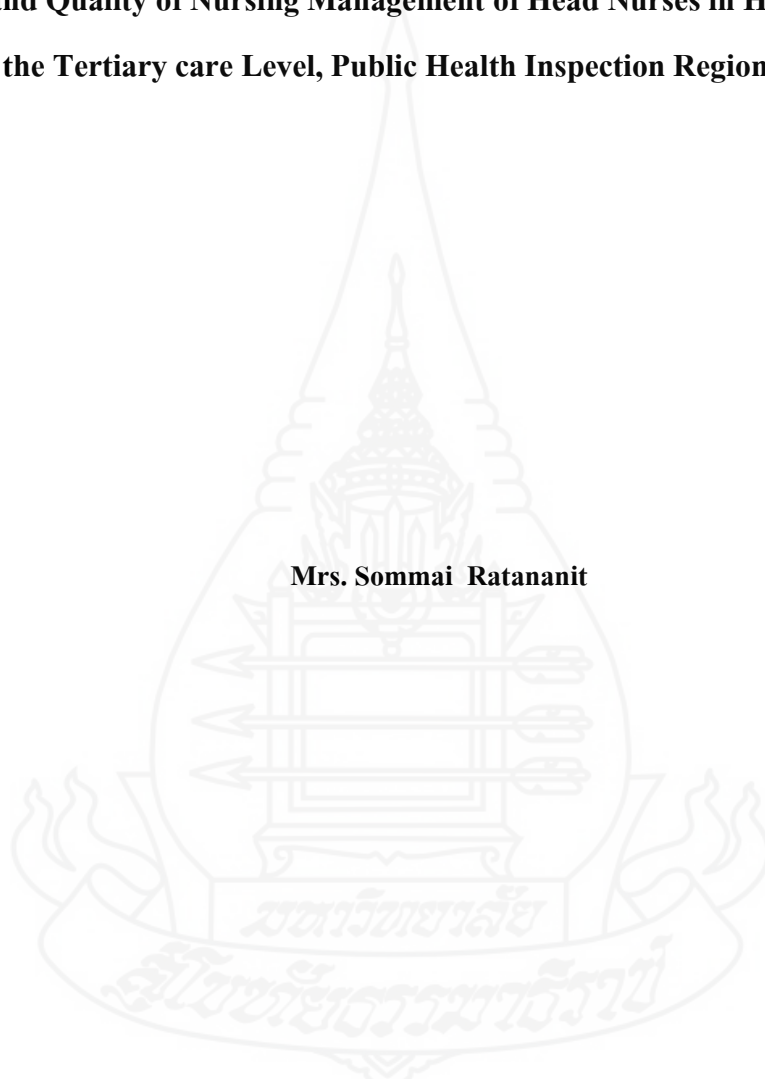 and Quality of Nursing Management of Head Nurses in H
the Tertiary care Level, Public Health Inspection Region
Mrs. Sommai Ratananit
มหาวิทยาลัย
สุโขทัยธรรมาธิราช